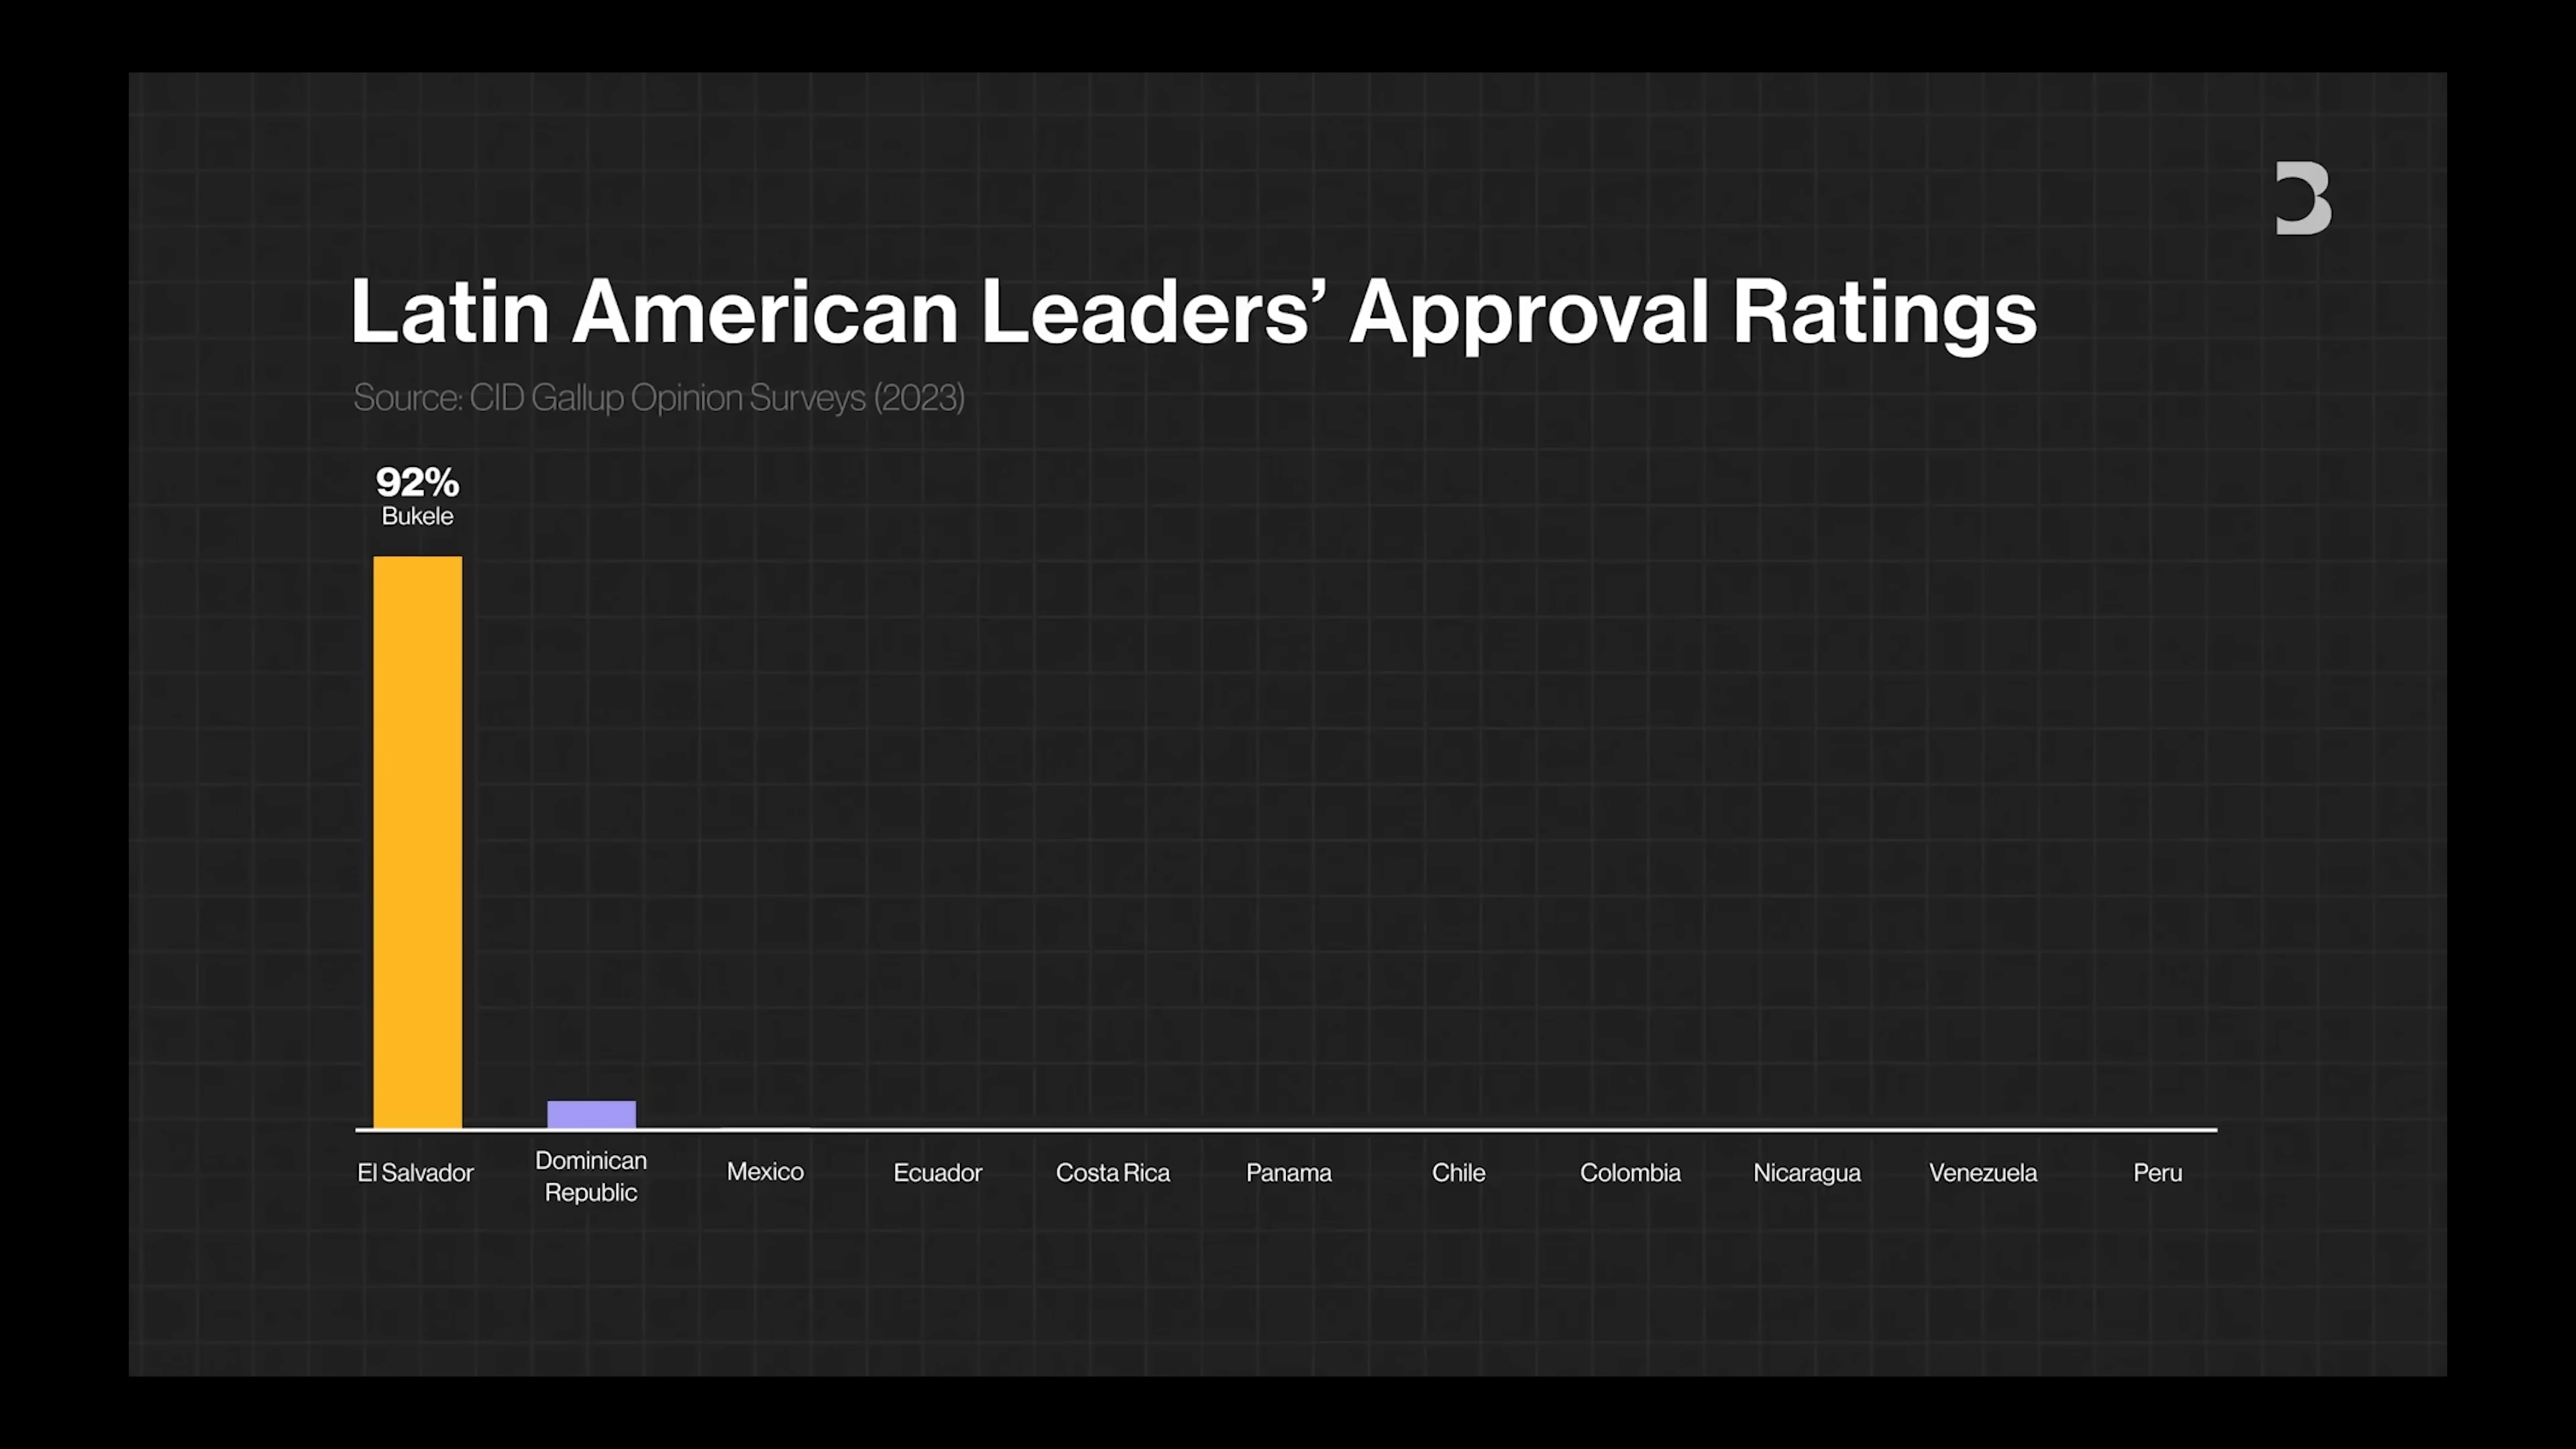 Latin American Leaders’ Approval Ratings
Source: CID Gallup Opinion Surveys (2023)
92%
Bukele
El Salvador
Dominican
Republic
Mexico
Ecuador
Costa Rica
Panama
Chile
Colombia
Nicaragua
Venezuela
Peru